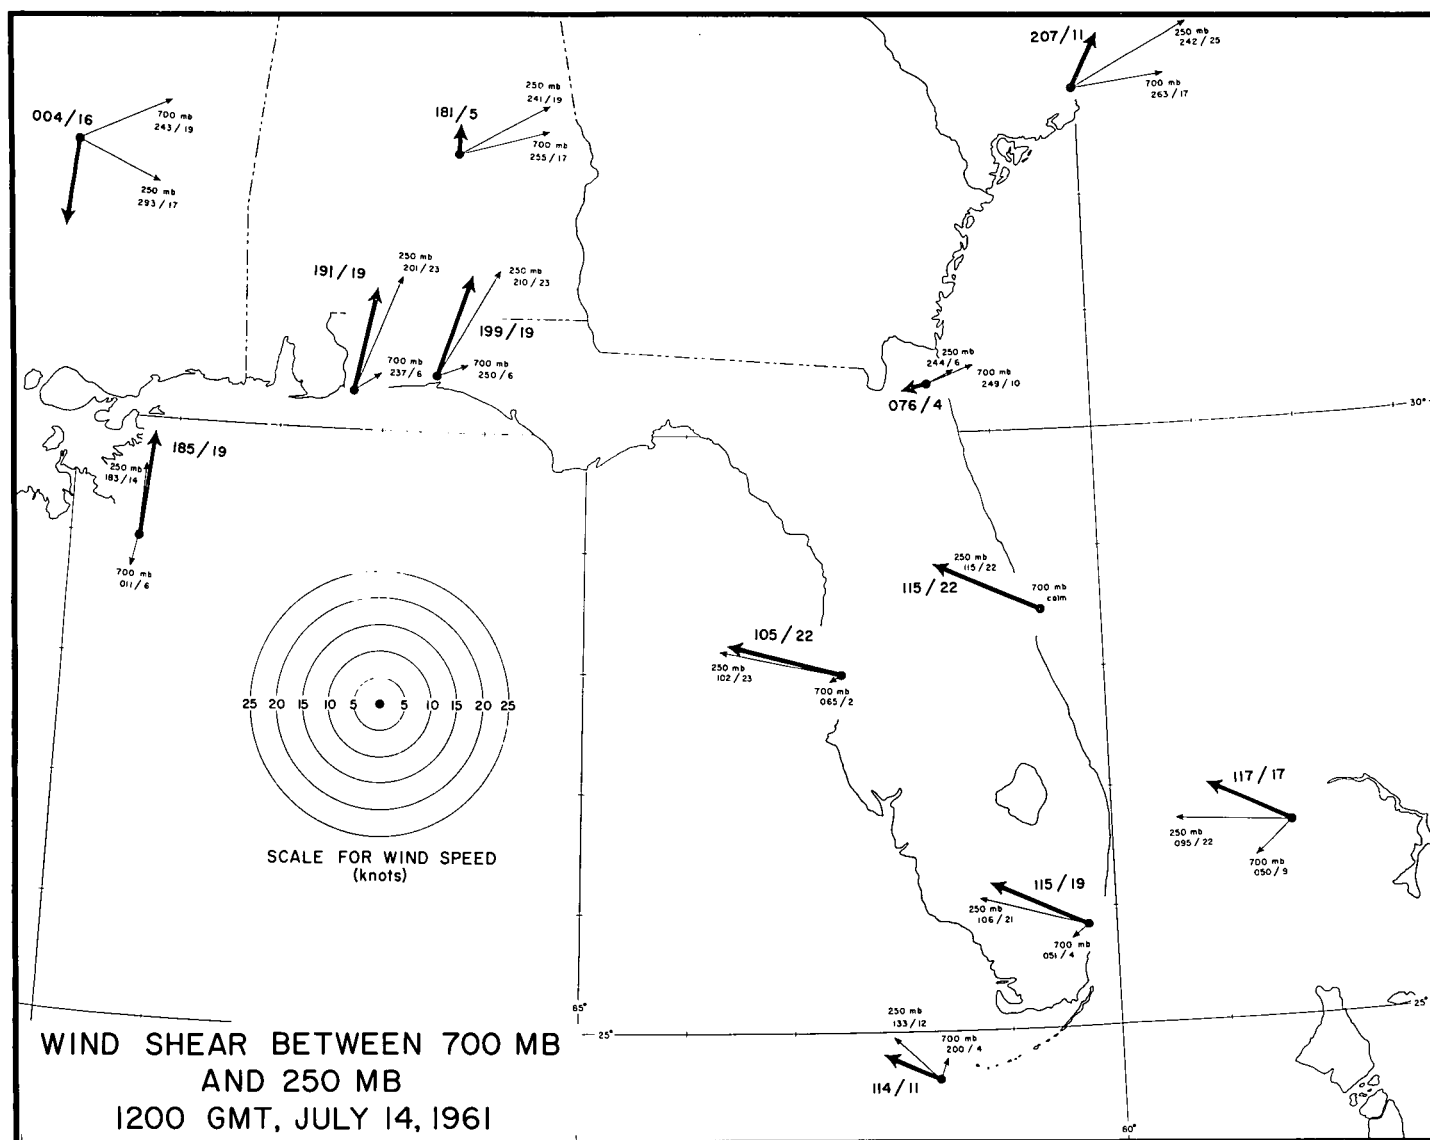 207/11
250 mb
242/25
700 mb
263/17
004/16
700 mb
243/19
250 mb
293/17
181/5
250 mb
241/19
700 mb
255/17
191/19
250 mb
201/23
700 mb
237/6
250 mb
210/23
199/19
700 mb
250/6
250 mb
244/6
700 mb
249/10
076/4
30°
185/19
250 mb
183/14
700 mb
011/6
250 mb
115/22
115/22
700 mb
calm
105/22
250 mb
102/23
700 mb
065/2
25 20 15 10 5 5 10 15 20 25
SCALE FOR WIND SPEED
(knots)
117/17
250 mb
095/22
700 mb
050/9
115/19
250 mb
106/21
700 mb
051/4
85°
25°
25°
250 mb
133/12
700 mb
200/4
114/11
80°
WIND SHEAR BETWEEN 700 MB
AND 250 MB
1200 GMT, JULY 14, 1961